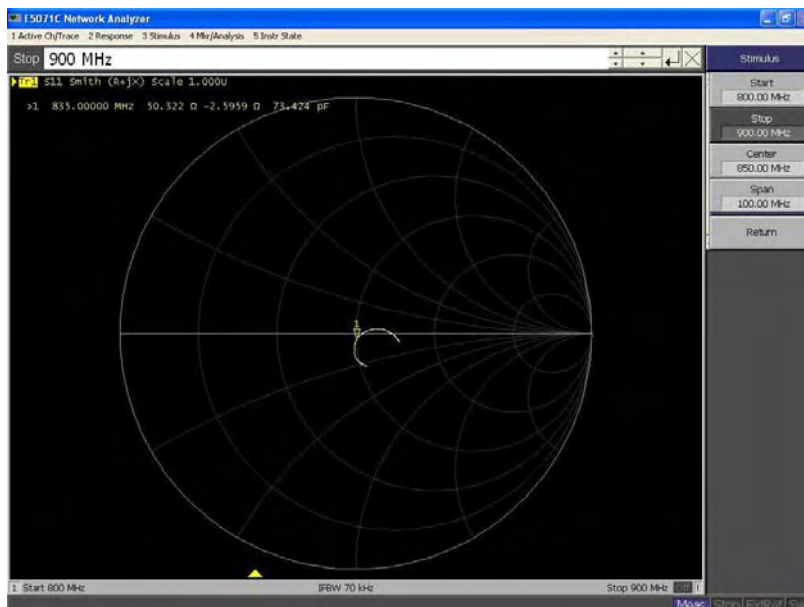 E5071C Network Analyzer
1 Active Ch/Trace 2 Response 3 Stimulus 4 Mkr/Analysis 5 Instr State
Stop 900 MHz
Tr1 S11 Smith (R+jX) Scale 1.000U
>1 835.00000 MHz 50.322 Ω -2.5959 Ω 73.424 pF
1
1 Start 800 MHz IFBW 70 kHz Stop 900 MHz Off
Stimulus
Start
800.00 MHz
Stop
900.00 MHz
Center
850.00 MHz
Span
100.00 MHz
Return
Meas Stop ExtRef